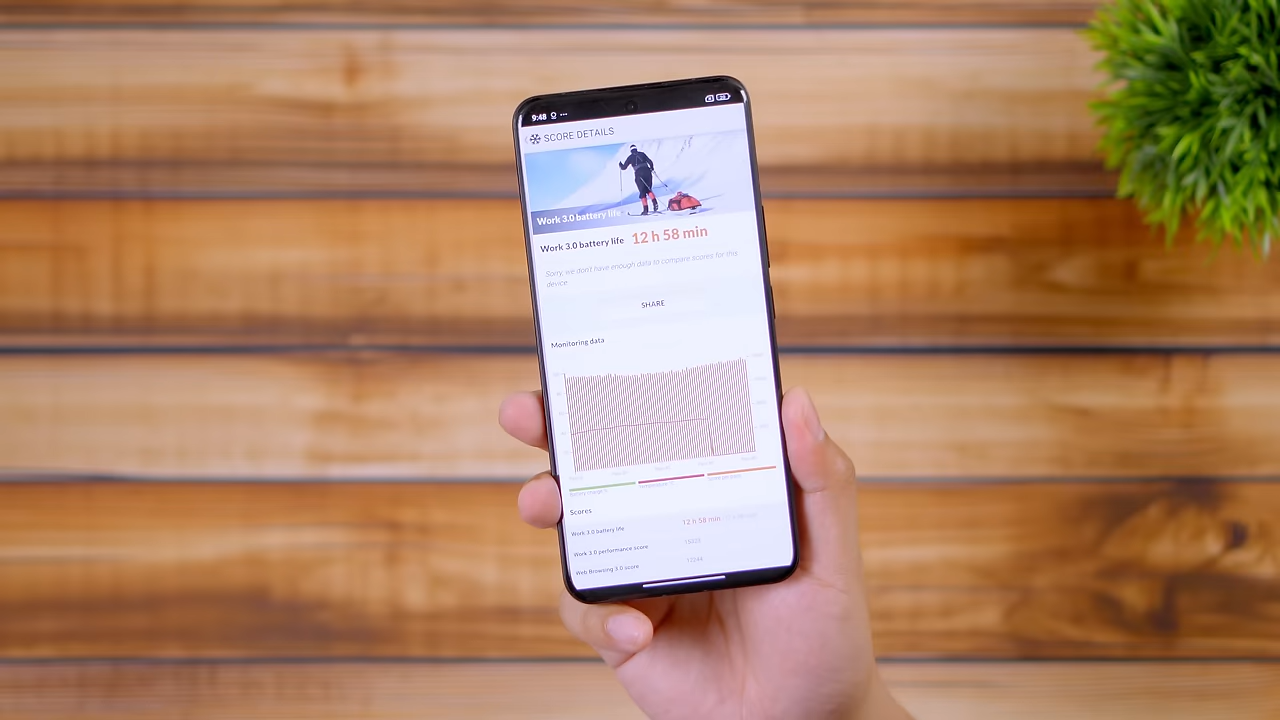 9:48
SCORE DETAILS
Work 3.0 battery life
Work 3.0 battery life 12 h 58 min
Sorry, we don't have enough data to compare scores for this
device
SHARE
Monitoring data
Scores
Work 3.0 battery life 12 h 58 min
Work 3.0 performance score
Web Browsing 3.0 score